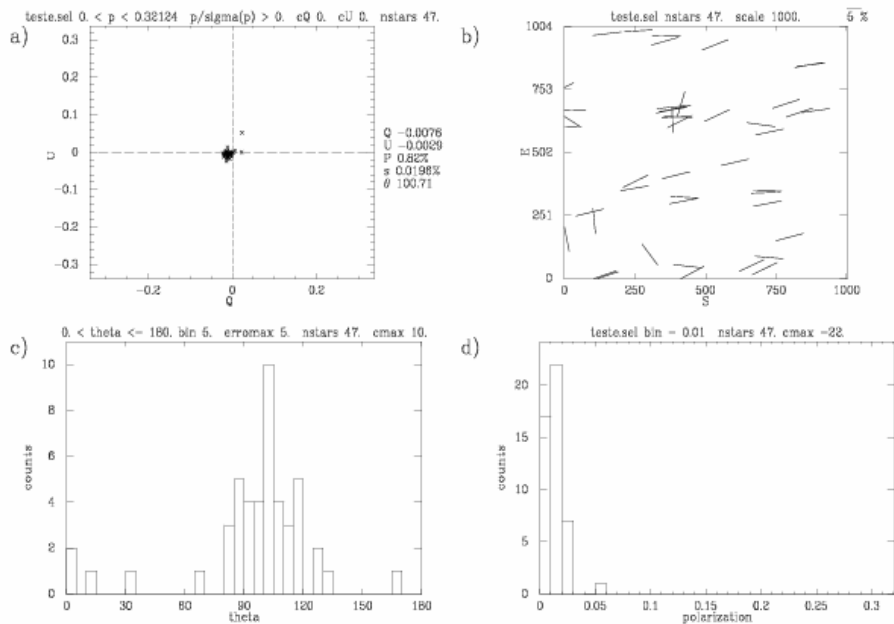 teste.sel 0. < p < 0.32124 p/sigma(p) > 0. cQ 0. cU 0. nstars 47.
a)
0.3
0.2
0.1
0
-0.1
-0.2
-0.3
U
-0.2
0
0.2
Q
Q -0.0076
U -0.0029
P 0.82%
s 0.0196%
θ 100.71
teste.sel nstars 47. scale 1000.
5 %
b)
1004
753
502
251
0
E
0
250
500
750
1000
S
0. < theta <= 180. bin 5. erromax 5. nstars 47. cmax 10.
c)
10
8
6
4
2
0
counts
0
30
60
90
120
150
180
theta
teste.sel bin = 0.01 nstars 47. cmax =22.
d)
20
15
10
5
0
counts
0
0.05
0.1
0.15
0.2
0.25
0.3
polarization